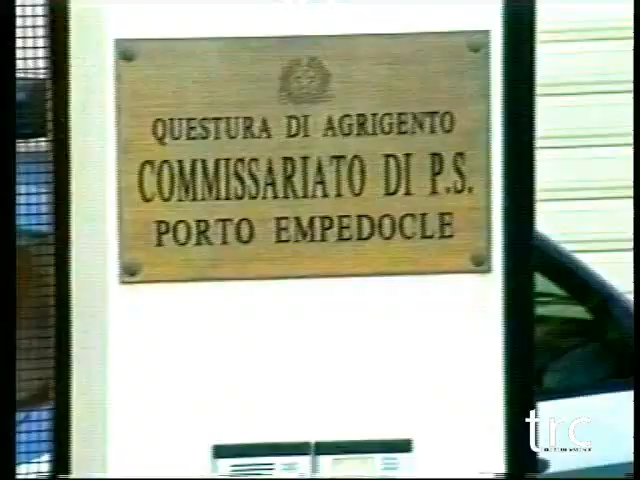 QUESTURA DI AGRIGENTO
COMMISSARIATO DI P.S.
PORTO EMPEDOCLE
trc